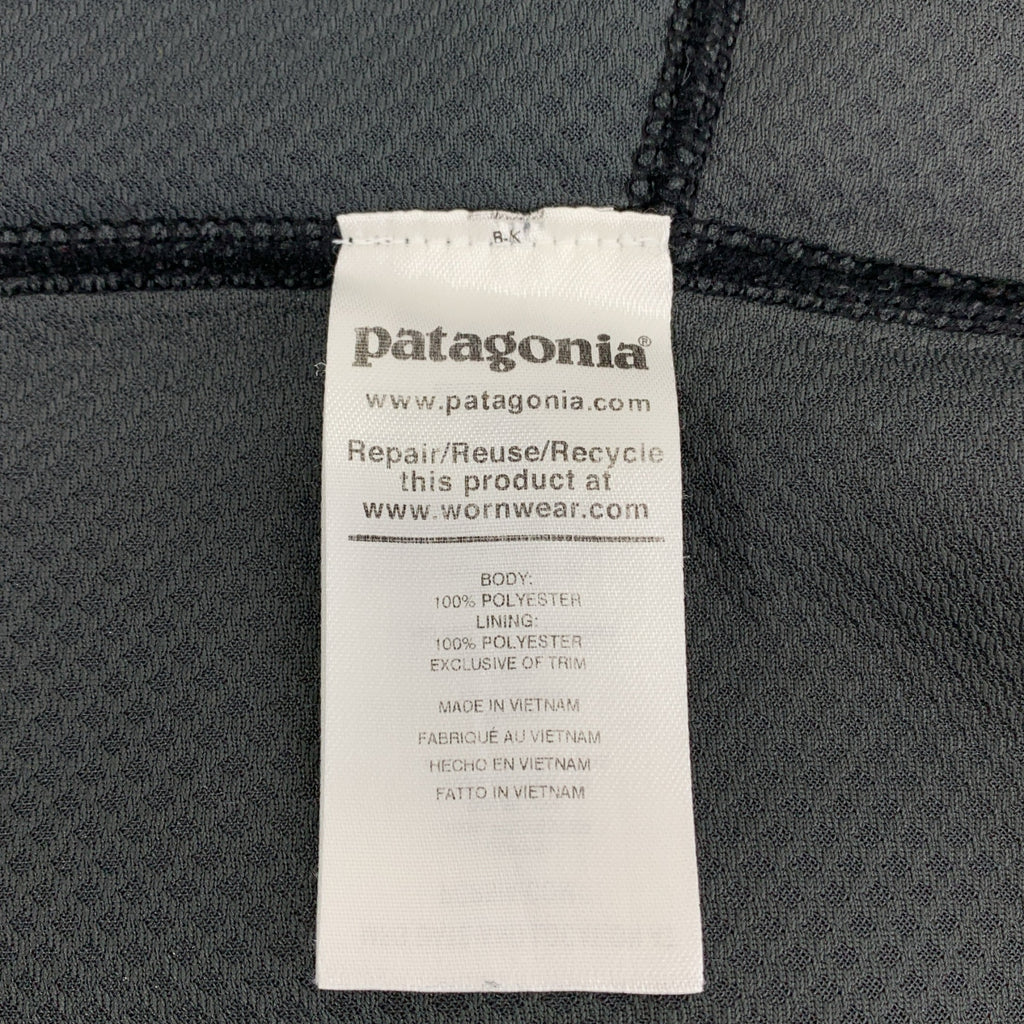 R-K
patagonia®
www.patagonia.com
Repair/Reuse/Recycle
this product at
www.wornwear.com
BODY:
100% POLYESTER
LINING:
100% POLYESTER
EXCLUSIVE OF TRIM
MADE IN VIETNAM
FABRIQUÉ AU VIETNAM
HECHO EN VIETNAM
FATTO IN VIETNAM